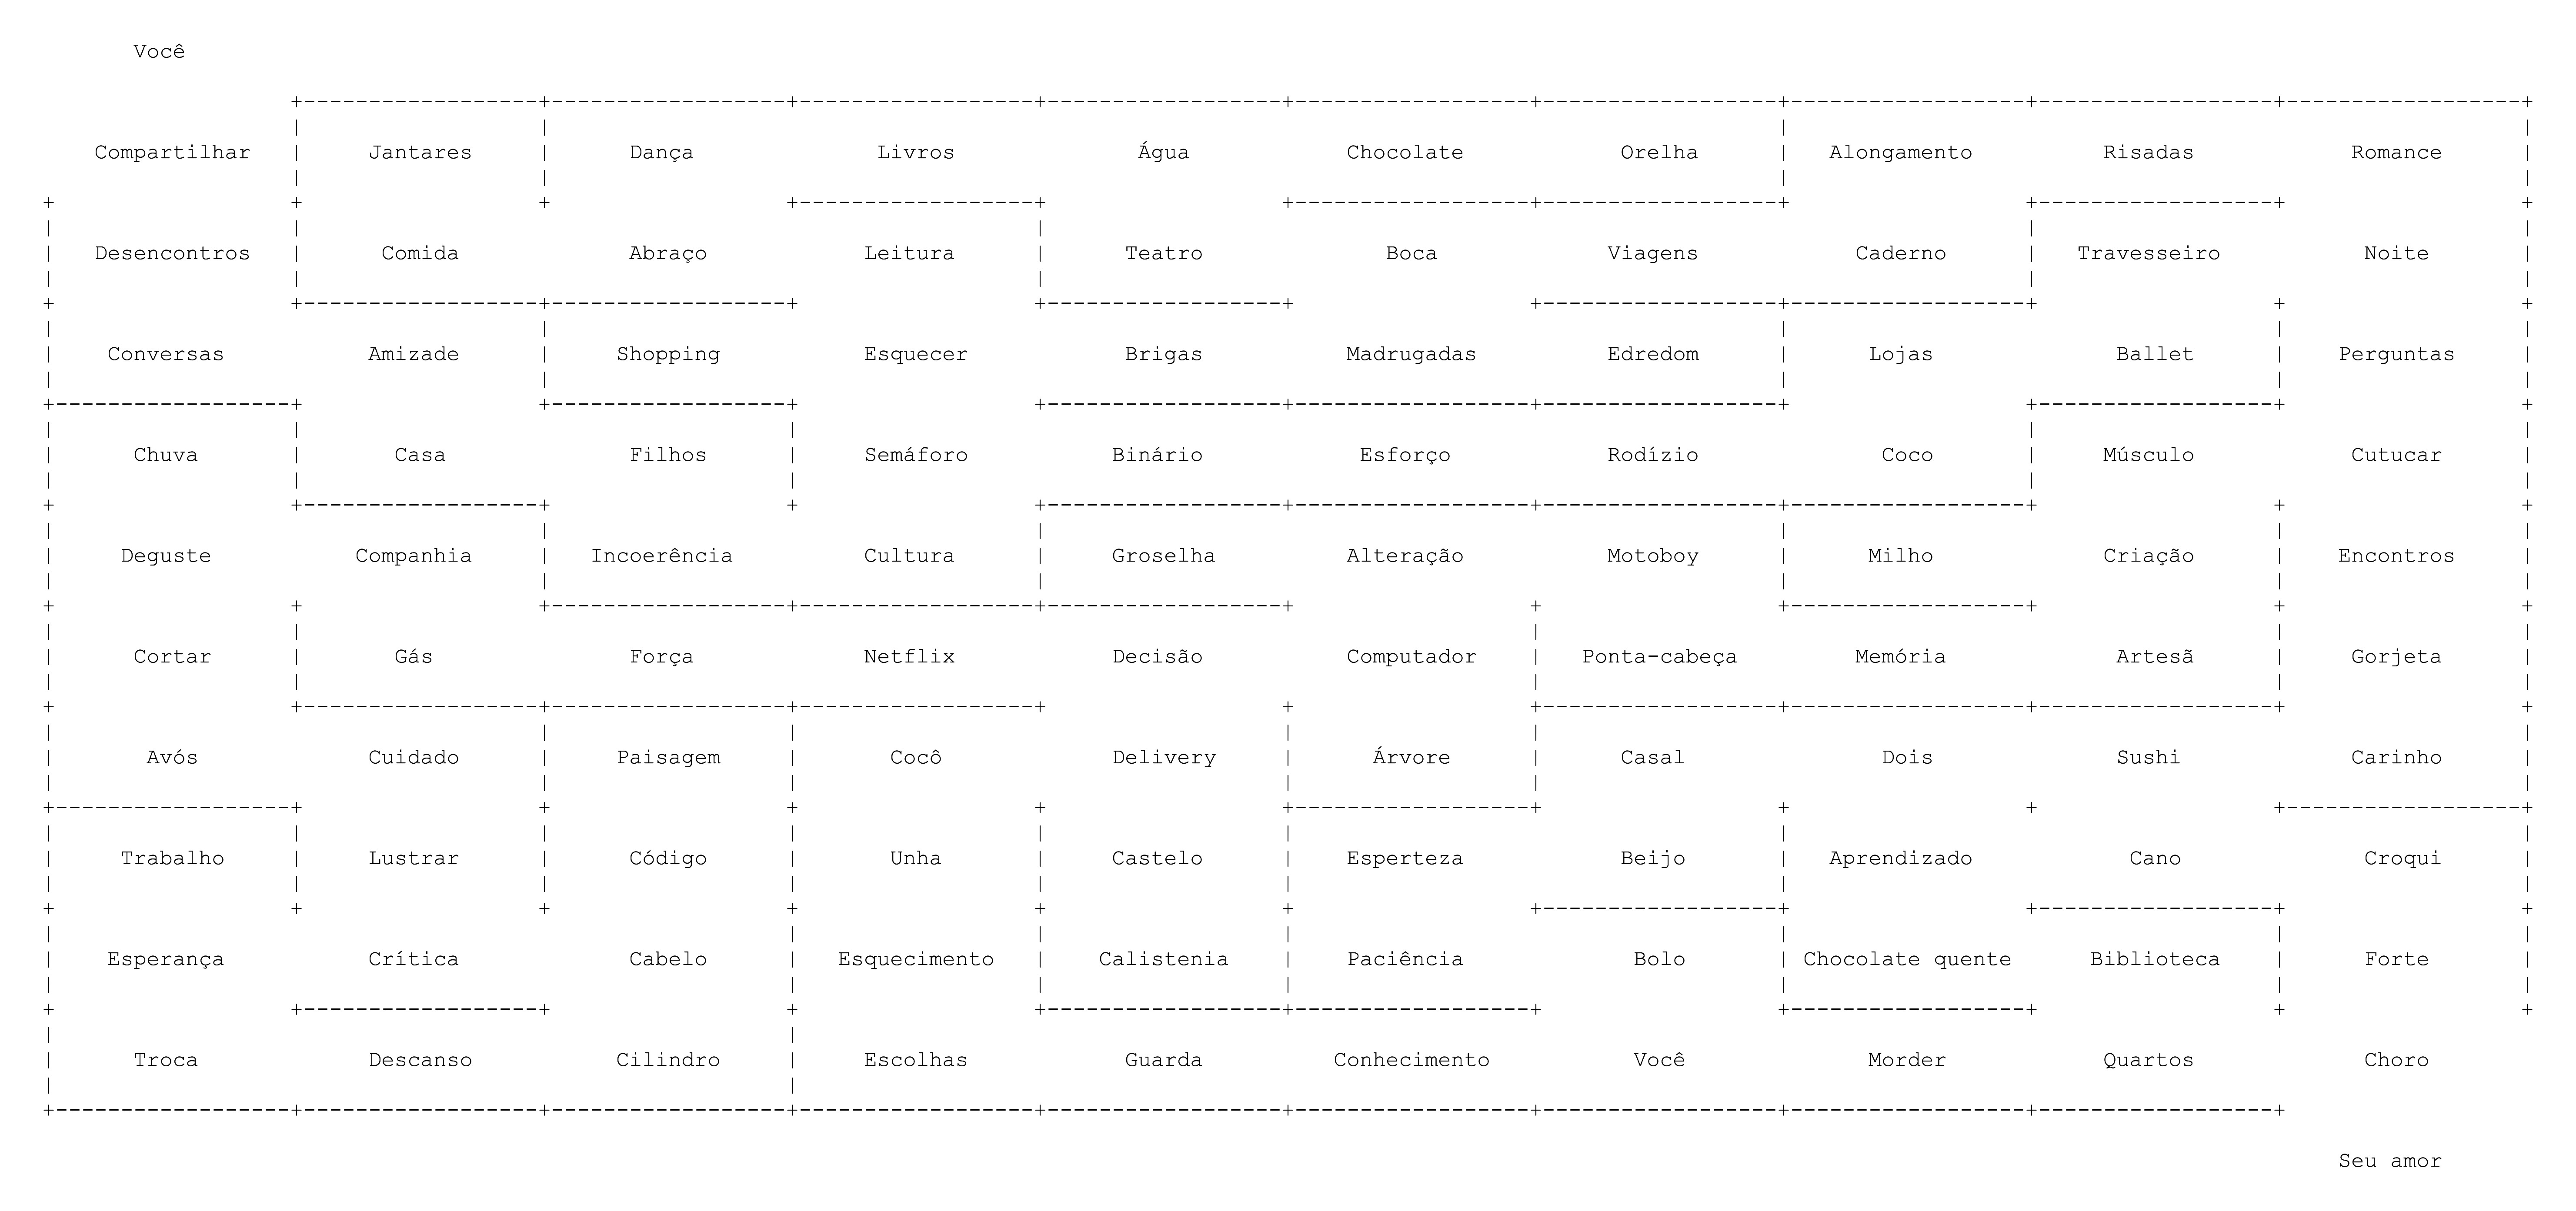 Você
Compartilhar Jantares Dança Livros Água Chocolate Orelha Alongamento Risadas Romance
Desencontros Comida Abraço Leitura Teatro Boca Viagens Caderno Travesseiro Noite
Conversas Amizade Shopping Esquecer Brigas Madrugadas Edredom Lojas Ballet Perguntas
Chuva Casa Filhos Semáforo Binário Esforço Rodízio Coco Músculo Cutucar
Deguste Companhia Incoerência Cultura Groselha Alteração Motoboy Milho Criação Encontros
Cortar Gás Força Netflix Decisão Computador Ponta-cabeça Memória Artesã Gorjeta
Avós Cuidado Paisagem Cocô Delivery Árvore Casal Dois Sushi Carinho
Trabalho Lustrar Código Unha Castelo Esperteza Beijo Aprendizado Cano Croqui
Esperança Crítica Cabelo Esquecimento Calistenia Paciência Bolo Chocolate quente Biblioteca Forte
Troca Descanso Cilindro Escolhas Guarda Conhecimento Você Morder Quartos Choro
Seu amor